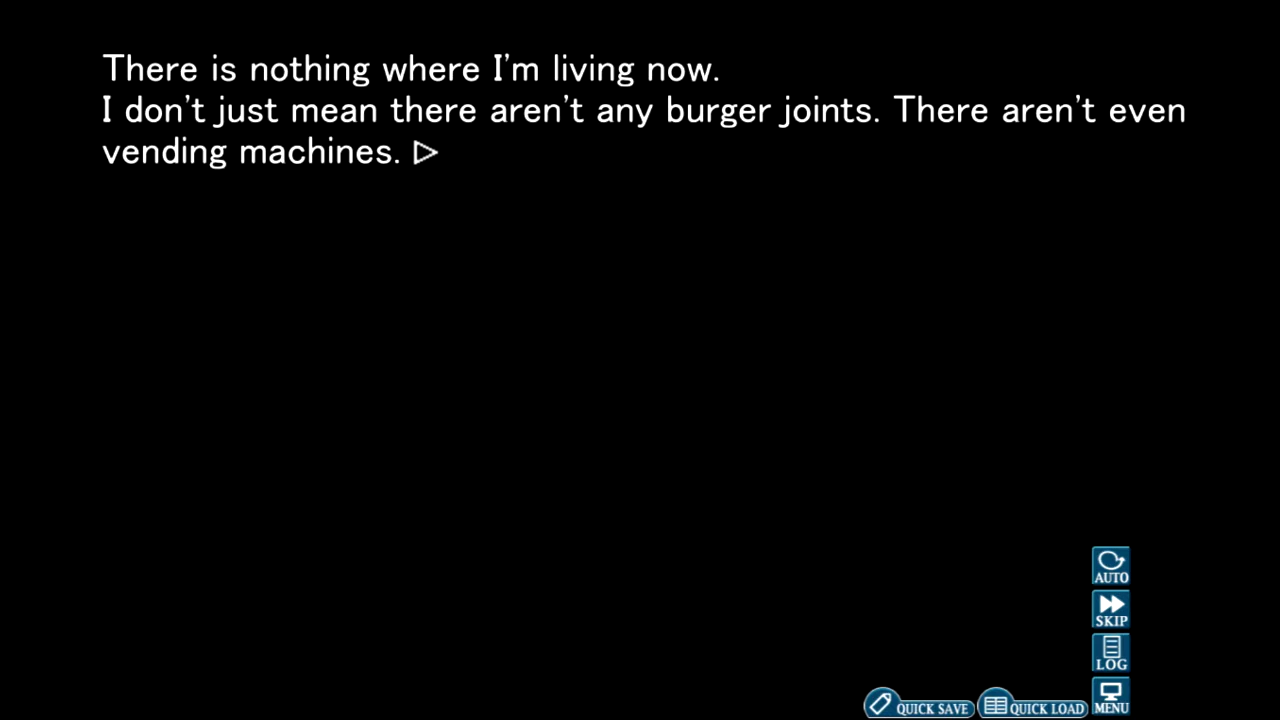 There is nothing where I'm living now.
I don't just mean there aren't any burger joints. There aren't even
vending machines.
AUTO
SKIP
LOG
MENU
QUICK SAVE
QUICK LOAD